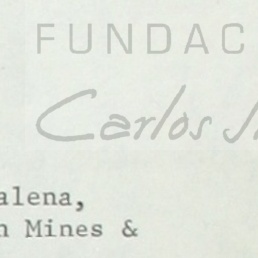 FUNDAC
Carlos
alena,
n Mines &